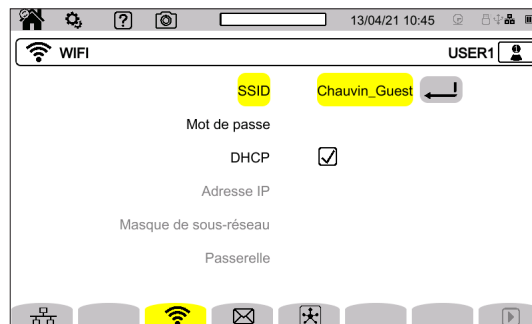 ? 13/04/21 10:45
WIFI USER1
SSID Chauvin_Guest
Mot de passe
DHCP
Adresse IP
Masque de sous-réseau
Passerelle